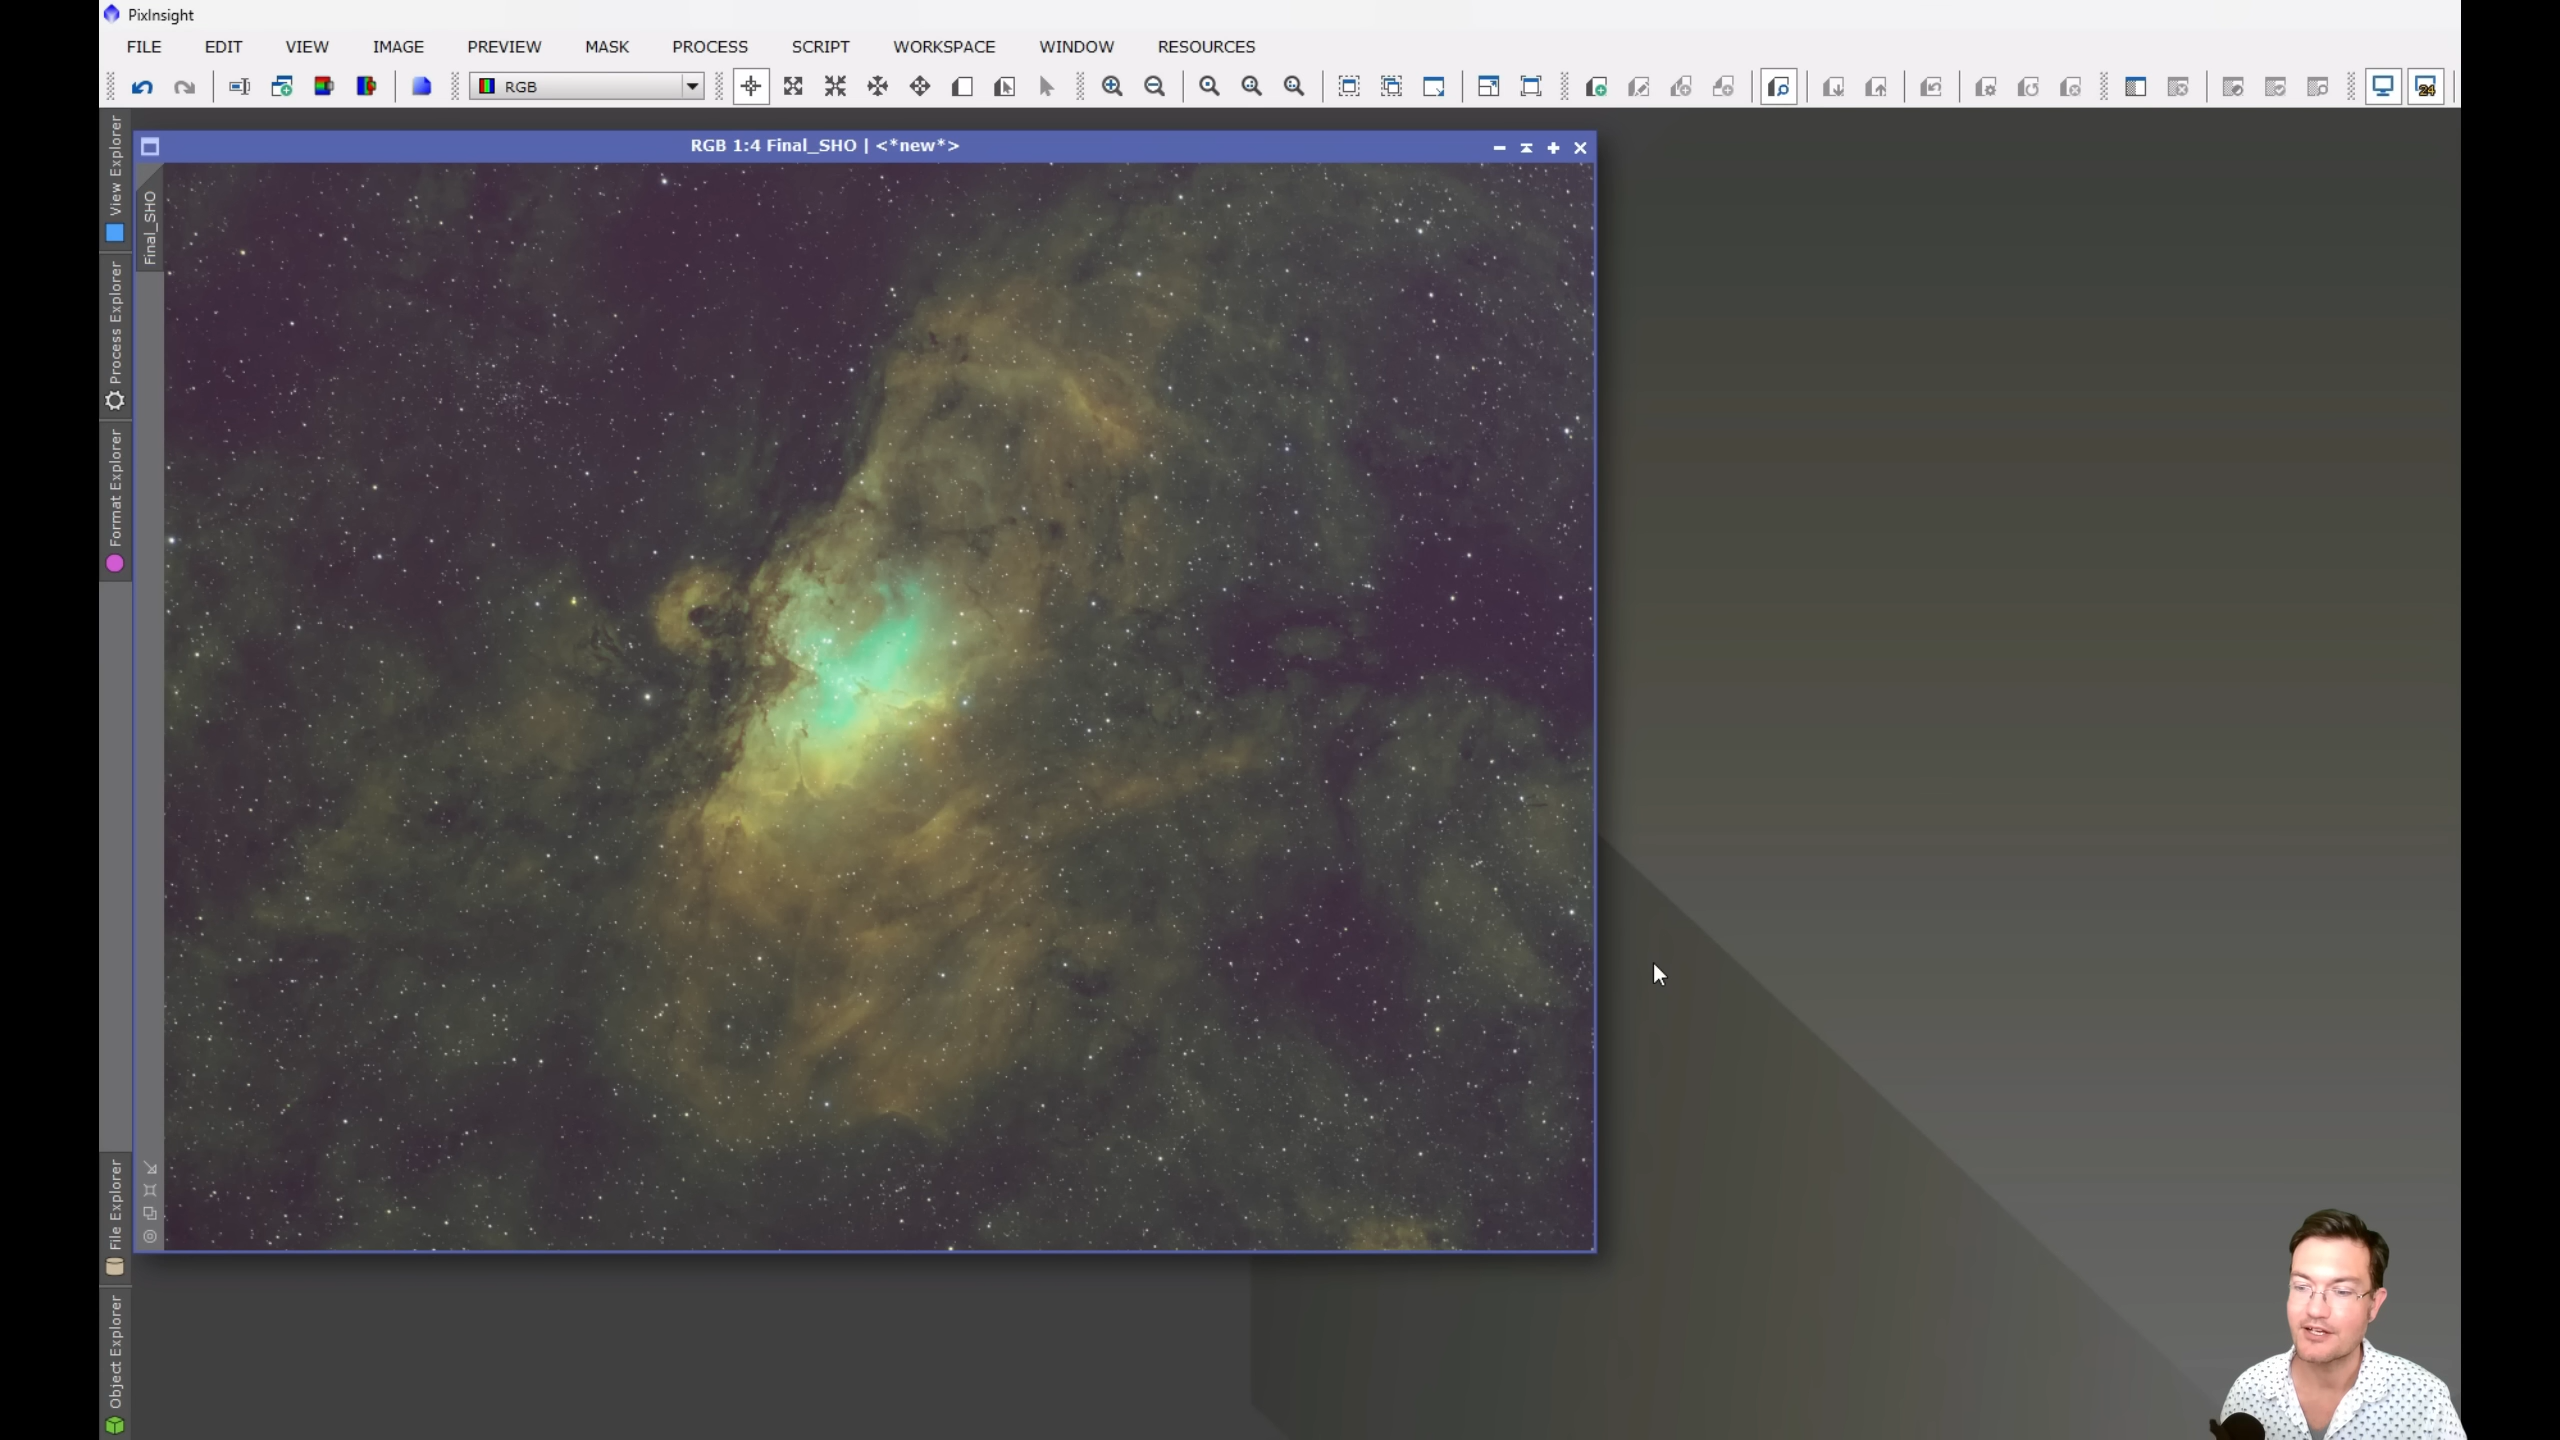 PixInsight
FILE EDIT VIEW IMAGE PREVIEW MASK PROCESS SCRIPT WORKSPACE WINDOW RESOURCES
RGB
24
RGB 1:4 Final_SHO | <*new*>
Final_SHO
View Explorer
Process Explorer
Format Explorer
File Explorer
Object Explorer